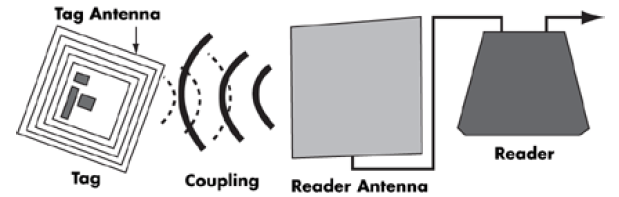 Tag Antenna
Reader
Tag
Coupling
Reader Antenna